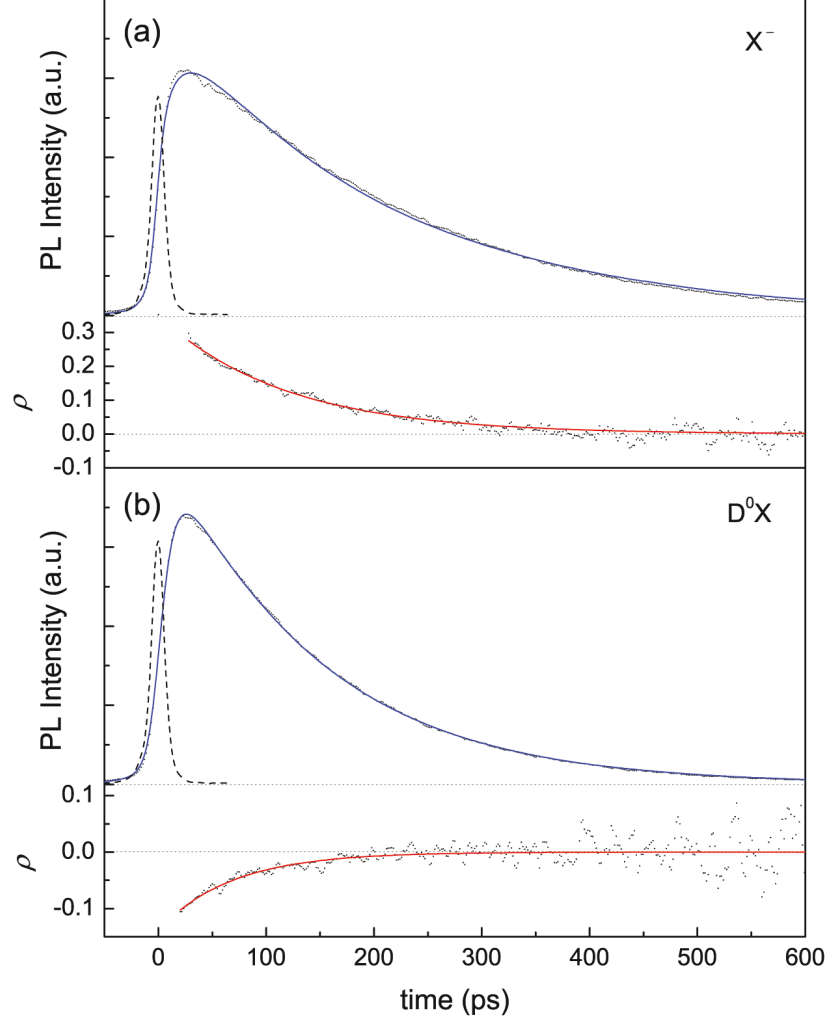 (a)
X⁻
PL Intensity (a.u.)
0.3
0.2
0.1
0.0
-0.1
ρ
(b)
D⁰X
PL Intensity (a.u.)
0.1
0.0
-0.1
ρ
0 100 200 300 400 500 600
time (ps)